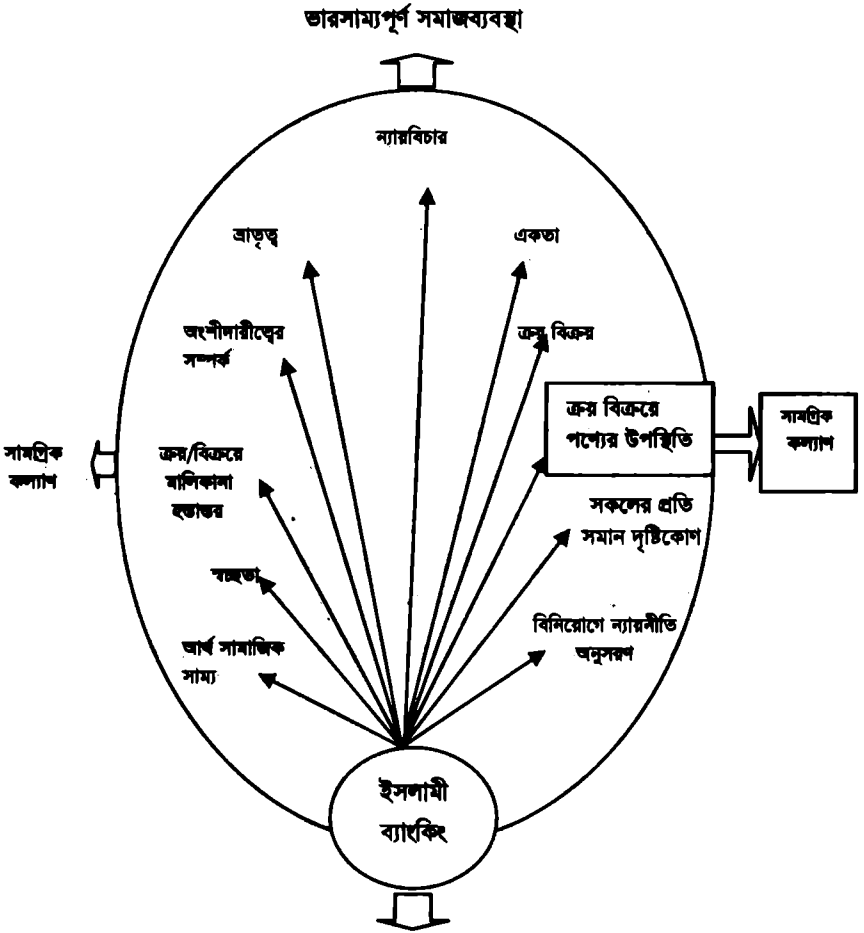 ভারসাম্যপূর্ণ সমাজব্যবস্থা
ন্যায়বিচার
ভ্রাতৃত্ব
একতা
অংশীদারীত্বের
সম্পর্ক
ক্রয় বিক্রয়
ক্রয় বিক্রয়ে
পণ্যের উপস্থিতি
সামগ্রিক
কল্যাণ
সামগ্রিক
কল্যাণ
ক্রয়/বিক্রয়ে
মালিকানা
হস্তান্তর
সকলের প্রতি
সমান দৃষ্টিকোণ
স্বচ্ছতা
বিনিয়োগে ন্যায়নীতি
অনুসরণ
আর্থ সামাজিক
সাম্য
ইসলামী
ব্যাংকিং